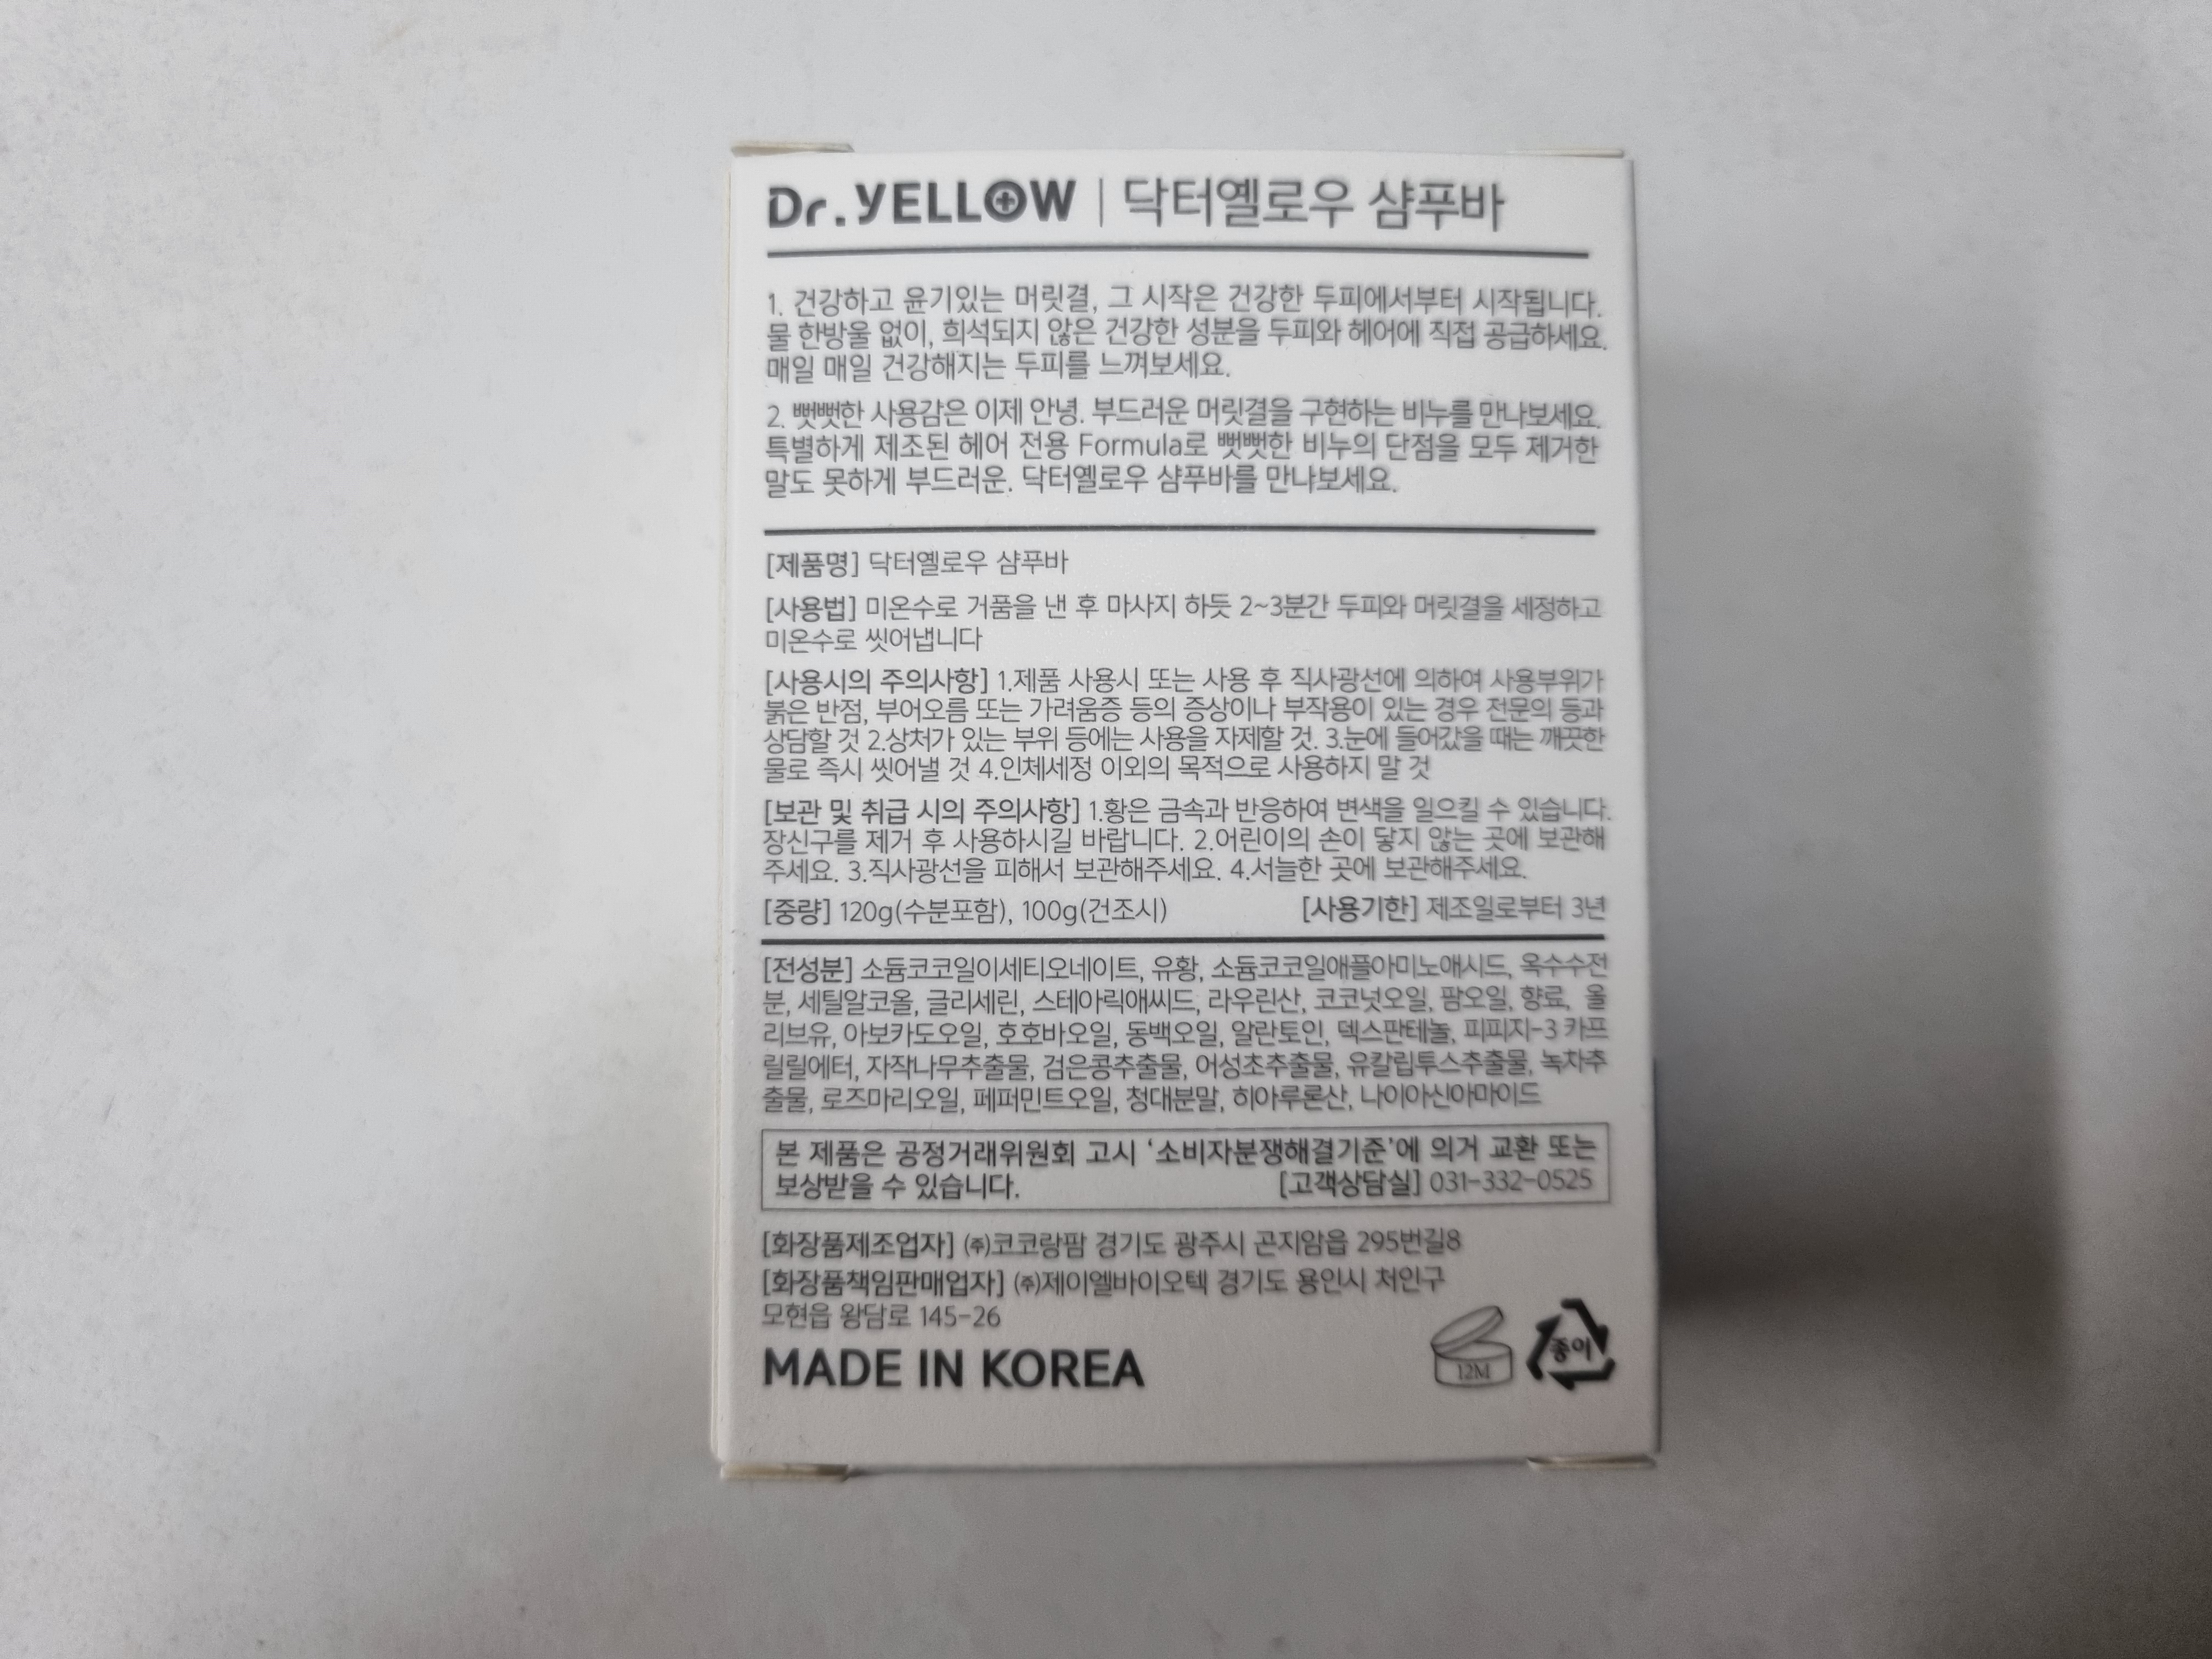 Dr.YELLOW | 닥터옐로우 샴푸바
1. 건강하고 윤기있는 머릿결, 그 시작은 건강한 두피에서부터 시작됩니다.
물 한방울 없이, 희석되지 않은 건강한 성분을 두피와 헤어에 직접 공급하세요.
매일 매일 건강해지는 두피를 느껴보세요.
2. 뻣뻣한 사용감은 이제 안녕. 부드러운 머릿결을 구현하는 비누를 만나보세요.
특별하게 제조된 헤어 전용 Formula로 뻣뻣한 비누의 단점을 모두 제거한
말도 못하게 부드러운. 닥터옐로우 샴푸바를 만나보세요.
[제품명] 닥터옐로우 샴푸바
[사용법] 미온수로 거품을 낸 후 마사지 하듯 2~3분간 두피와 머릿결을 세정하고
미온수로 씻어냅니다
[사용시의 주의사항] 1.제품 사용시 또는 사용 후 직사광선에 의하여 사용부위가
붉은 반점, 부어오름 또는 가려움증 등의 증상이나 부작용이 있는 경우 전문의 등과
상담할 것 2.상처가 있는 부위 등에는 사용을 자제할 것. 3.눈에 들어갔을 때는 깨끗한
물로 즉시 씻어낼 것 4.인체세정 이외의 목적으로 사용하지 말 것
[보관 및 취급 시의 주의사항] 1.황은 금속과 반응하여 변색을 일으킬 수 있습니다.
장신구를 제거 후 사용하시길 바랍니다. 2.어린이의 손이 닿지 않는 곳에 보관해
주세요. 3.직사광선을 피해서 보관해주세요. 4.서늘한 곳에 보관해주세요.
[중량] 120g(수분포함), 100g(건조시) [사용기한] 제조일로부터 3년
[전성분] 소듐코코일이세티오네이트, 유황, 소듐코코일애플아미노애시드, 옥수수전
분, 세틸알코올, 글리세린, 스테아릭애씨드, 라우린산, 코코넛오일, 팜오일, 향료, 올
리브유, 아보카도오일, 호호바오일, 동백오일, 알란토인, 덱스판테놀, 피피지-3 카프
릴릴에터, 자작나무추출물, 검은콩추출물, 어성초추출물, 유칼립투스추출물, 녹차추
출물, 로즈마리오일, 페퍼민트오일, 청대분말, 히아루론산, 나이아신아마이드
본 제품은 공정거래위원회 고시 '소비자분쟁해결기준'에 의거 교환 또는
보상받을 수 있습니다. [고객상담실] 031-332-0525
[화장품제조업자] ㈜코코랑팜 경기도 광주시 곤지암읍 295번길8
[화장품책임판매업자] ㈜제이엘바이오텍 경기도 용인시 처인구
모현읍 왕담로 145-26
MADE IN KOREA
12M
종이